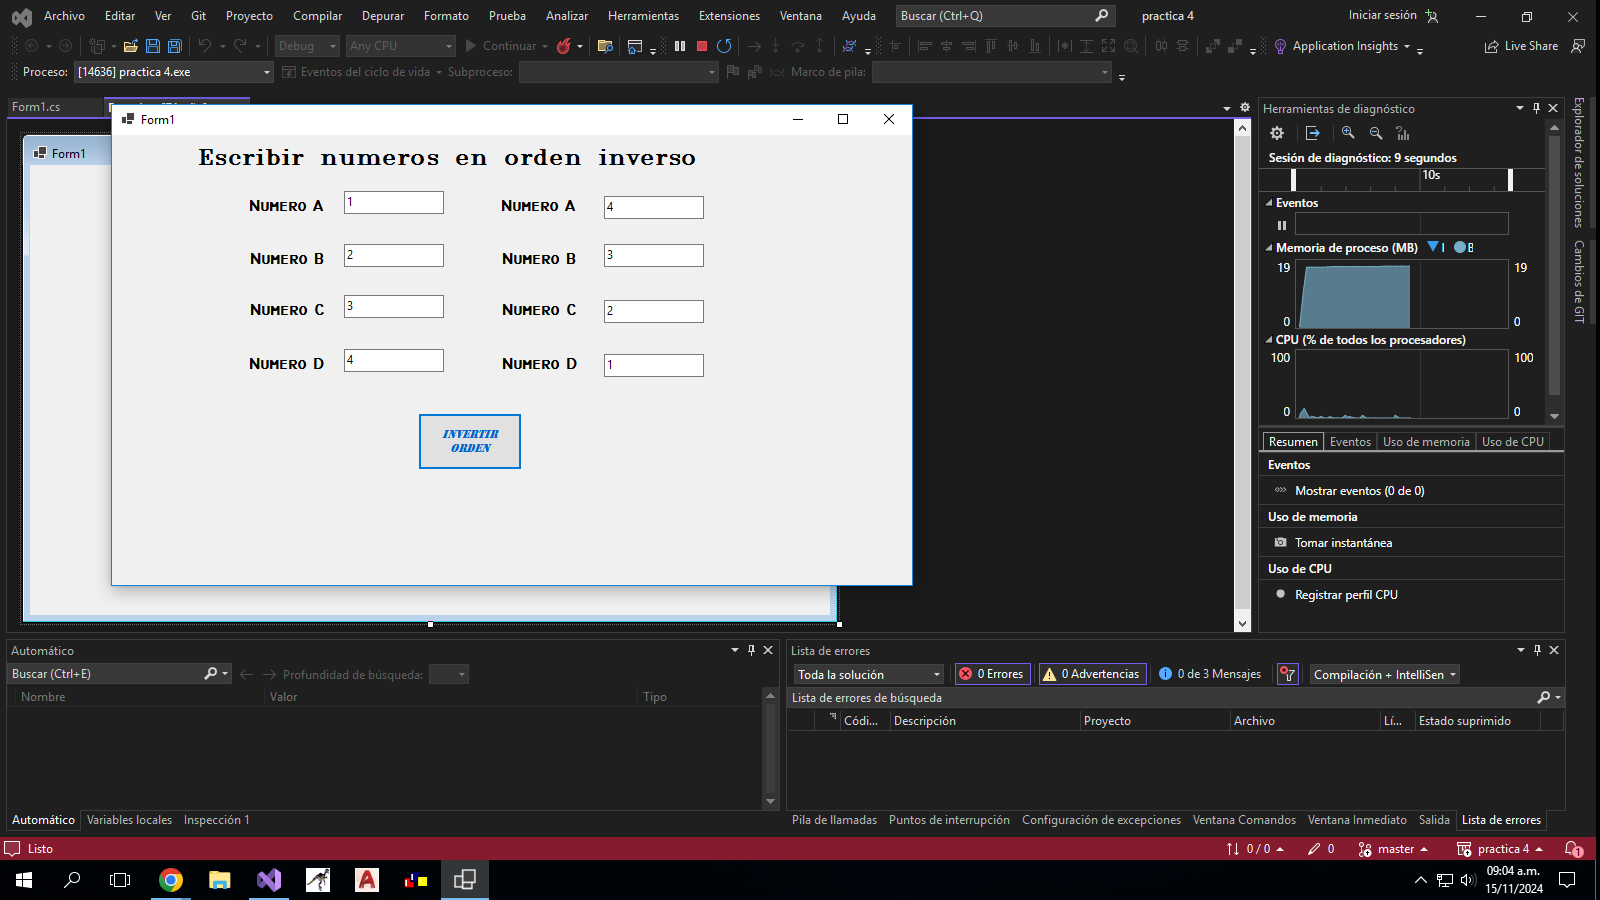 Archivo Editar Ver Git Proyecto Compilar Depurar Formato Prueba Analizar Herramientas Extensiones Ventana Ayuda Buscar (Ctrl+Q) practica 4 Iniciar sesión
Debug Any CPU Continuar Application Insights Live Share
Proceso: [14636] practica 4.exe Eventos del ciclo de vida Subproceso: Marco de pila:
Form1.cs
Form1
Form1
Escribir numeros en orden inverso
Numero A 1 Numero A 4
Numero B 2 Numero B 3
Numero C 3 Numero C 2
Numero D 4 Numero D 1
INVERTIR
ORDEN
Herramientas de diagnóstico
Sesión de diagnóstico: 9 segundos
10s
Eventos
Memoria de proceso (MB) I B
19 19
0 0
CPU (% de todos los procesadores)
100 100
0 0
Resumen Eventos Uso de memoria Uso de CPU
Eventos
Mostrar eventos (0 de 0)
Uso de memoria
Tomar instantánea
Uso de CPU
Registrar perfil CPU
Explorador de soluciones
Cambios de GIT
Automático
Buscar (Ctrl+E) Profundidad de búsqueda:
Nombre Valor Tipo
Automático Variables locales Inspección 1
Lista de errores
Toda la solución 0 Errores 0 Advertencias 0 de 3 Mensajes Compilación + IntelliSen
Lista de errores de búsqueda
Códi... Descripción Proyecto Archivo Lí... Estado suprimido
Pila de llamadas Puntos de interrupción Configuración de excepciones Ventana Comandos Ventana Inmediato Salida Lista de errores
Listo 0 / 0 0 master practica 4 1
09:04 a.m.
15/11/2024